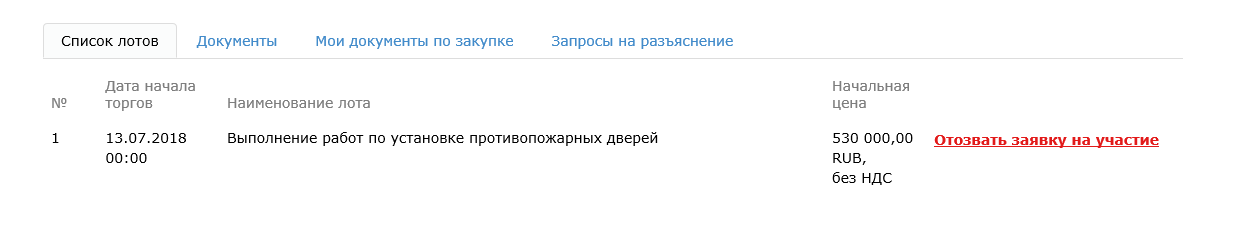 Список лотов Документы Мои документы по закупке Запросы на разъяснение
№ Дата начала торгов Наименование лота Начальная цена
1 13.07.2018 Выполнение работ по установке противопожарных дверей 530 000,00 Отозвать заявку на участие
00:00 RUB,
без НДС